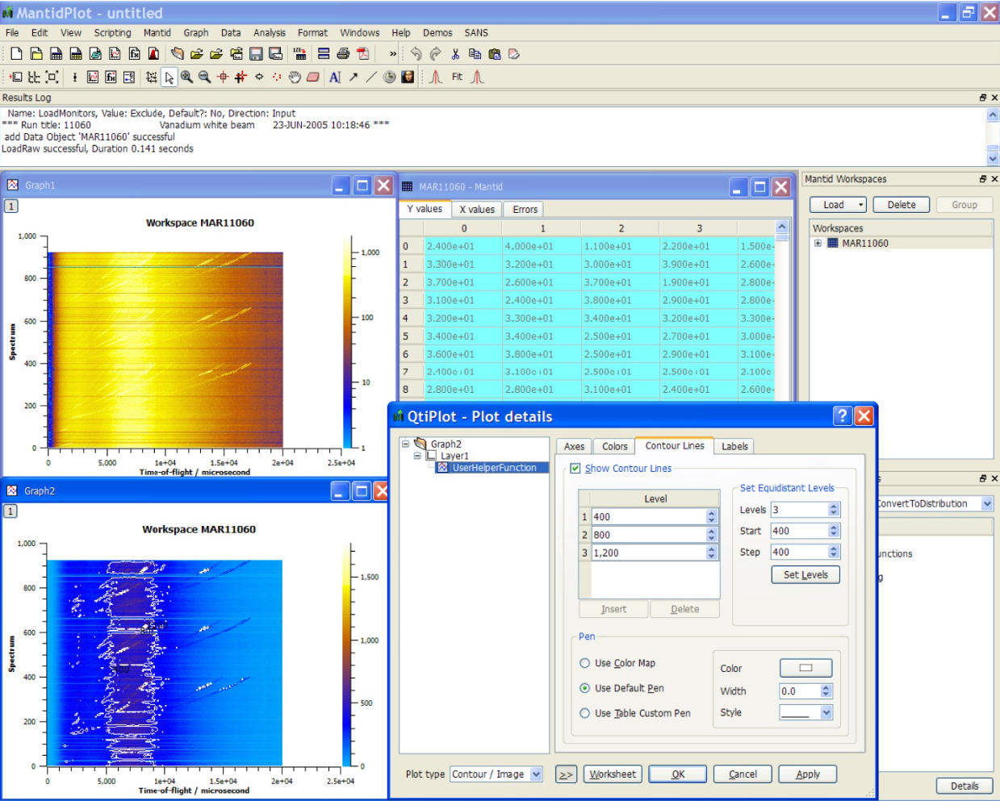 MantidPlot - untitled
File Edit View Scripting Mantid Graph Data Analysis Format Windows Help Demos SANS
Fit
Results Log
Name: LoadMonitors, Value: Exclude, Default?: No, Direction: Input
*** Run title: 11060 Vanadium white beam 23-JUN-2005 10:18:46 ***
add Data Object 'MAR11060' successful
LoadRaw successful, Duration 0.141 seconds
Graph1
1
Workspace MAR11060
1,000
800
600
400
200
0
Spectrum
0 5,000 1e+04 1.5e+04 2e+04 2.5e+04
Time-of-flight / microsecond
1,000
100
10
1
MAR11060 - Mantid
Y values X values Errors
0 1 2 3
0 2.400e+01 4.000e+01 1.100e+01 2.200e+01 1.500e-
1 3.300e+01 3.200e+01 3.000e+01 3.900e+01 2.600e-
2 3.700e+01 2.600e+01 3.700e+01 1.900e+01 2.800e-
3 3.100e+01 2.400e+01 3.800e+01 2.900e+01 2.800e-
4 3.200e+01 3.300e+01 3.400e+01 3.200e+01 3.300e-
5 3.400e+01 3.400e+01 2.500e+01 2.700e+01 3.000e-
6 3.600e+01 3.800e+01 2.500e+01 2.900e+01 3.100e-
7 2.400e+01 3.100e+01 2.500e+01 2.500e+01 2.100e
8 2.800e+01 2.800e+01 3.100e+01 2.400e+01 2.600e-
Mantid Workspaces
Load Delete Group
Workspaces
MAR11060
ConvertToDistribution
unctions
g
Details
Graph2
1
Workspace MAR11060
1,000
800
600
400
200
0
Spectrum
400
0 5,000 1e+04 1.5e+04 2e+04 2.5e+04
Time-of-flight / microsecond
1,500
1,000
500
0
QtiPlot - Plot details
Graph2
Layer1
UserHelperFunction
Axes Colors Contour Lines Labels
Show Contour Lines
Level
1 400
2 800
3 1,200
Insert Delete
Set Equidistant Levels
Levels 3
Start 400
Step 400
Set Levels
Pen
Use Color Map
Use Default Pen
Use Table Custom Pen
Color
Width 0.0
Style
Plot type Contour / Image >> Worksheet OK Cancel Apply